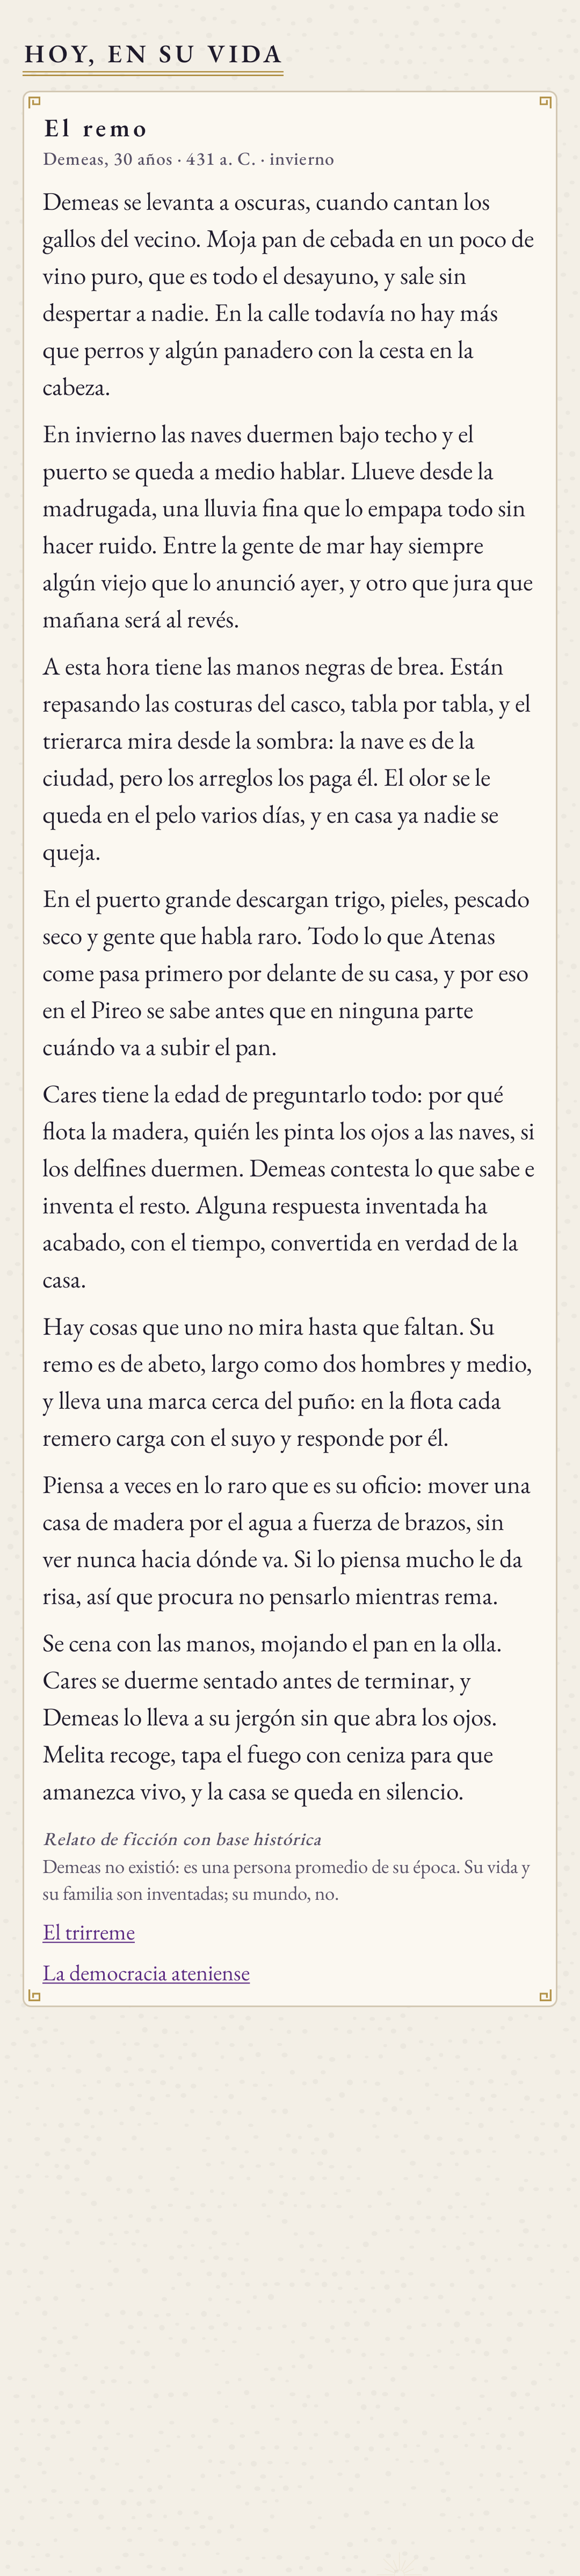 HOY, EN SU VIDA
El remo
Demeas, 30 años · 431 a. C. · invierno
Demeas se levanta a oscuras, cuando cantan los
gallos del vecino. Moja pan de cebada en un poco de
vino puro, que es todo el desayuno, y sale sin
despertar a nadie. En la calle todavía no hay más
que perros y algún panadero con la cesta en la
cabeza.
En invierno las naves duermen bajo techo y el
puerto se queda a medio hablar. Llueve desde la
madrugada, una lluvia fina que lo empapa todo sin
hacer ruido. Entre la gente de mar hay siempre
algún viejo que lo anunció ayer, y otro que jura que
mañana será al revés.
A esta hora tiene las manos negras de brea. Están
repasando las costuras del casco, tabla por tabla, y el
trierarca mira desde la sombra: la nave es de la
ciudad, pero los arreglos los paga él. El olor se le
queda en el pelo varios días, y en casa ya nadie se
queja.
En el puerto grande descargan trigo, pieles, pescado
seco y gente que habla raro. Todo lo que Atenas
come pasa primero por delante de su casa, y por eso
en el Pireo se sabe antes que en ninguna parte
cuándo va a subir el pan.
Cares tiene la edad de preguntarlo todo: por qué
flota la madera, quién les pinta los ojos a las naves, si
los delfines duermen. Demeas contesta lo que sabe e
inventa el resto. Alguna respuesta inventada ha
acabado, con el tiempo, convertida en verdad de la
casa.
Hay cosas que uno no mira hasta que faltan. Su
remo es de abeto, largo como dos hombres y medio,
y lleva una marca cerca del puño: en la flota cada
remero carga con el suyo y responde por él.
Piensa a veces en lo raro que es su oficio: mover una
casa de madera por el agua a fuerza de brazos, sin
ver nunca hacia dónde va. Si lo piensa mucho le da
risa, así que procura no pensarlo mientras rema.
Se cena con las manos, mojando el pan en la olla.
Cares se duerme sentado antes de terminar, y
Demeas lo lleva a su jergón sin que abra los ojos.
Melita recoge, tapa el fuego con ceniza para que
amanezca vivo, y la casa se queda en silencio.
Relato de ficción con base histórica
Demeas no existió: es una persona promedio de su época. Su vida y
su familia son inventadas; su mundo, no.
El trirreme
La democracia ateniense